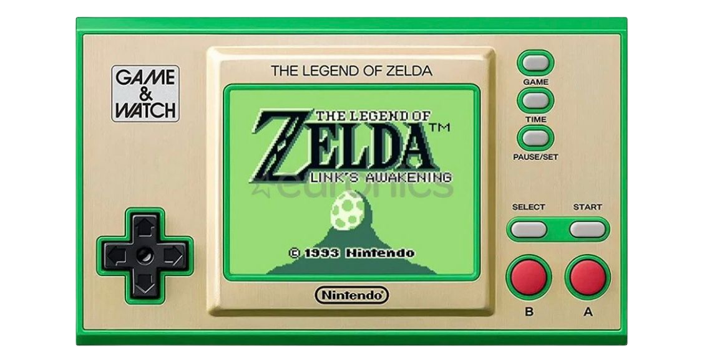 GAME
&
WATCH
THE LEGEND OF ZELDA
THE LEGEND OF
ZELDA™
LINK'S AWAKENING
euronics
© 1993 Nintendo
Nintendo
GAME
TIME
PAUSE/SET
SELECT START
B A